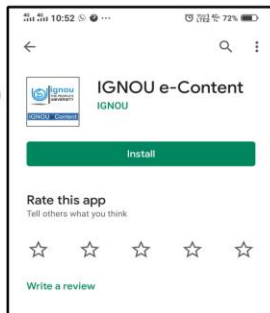 10:52 72%
IGNOU e-Content
IGNOU
ignou
THE PEOPLE'S
UNIVERSITY
IGNOU Content
Install
Rate this app
Tell others what you think
Write a review